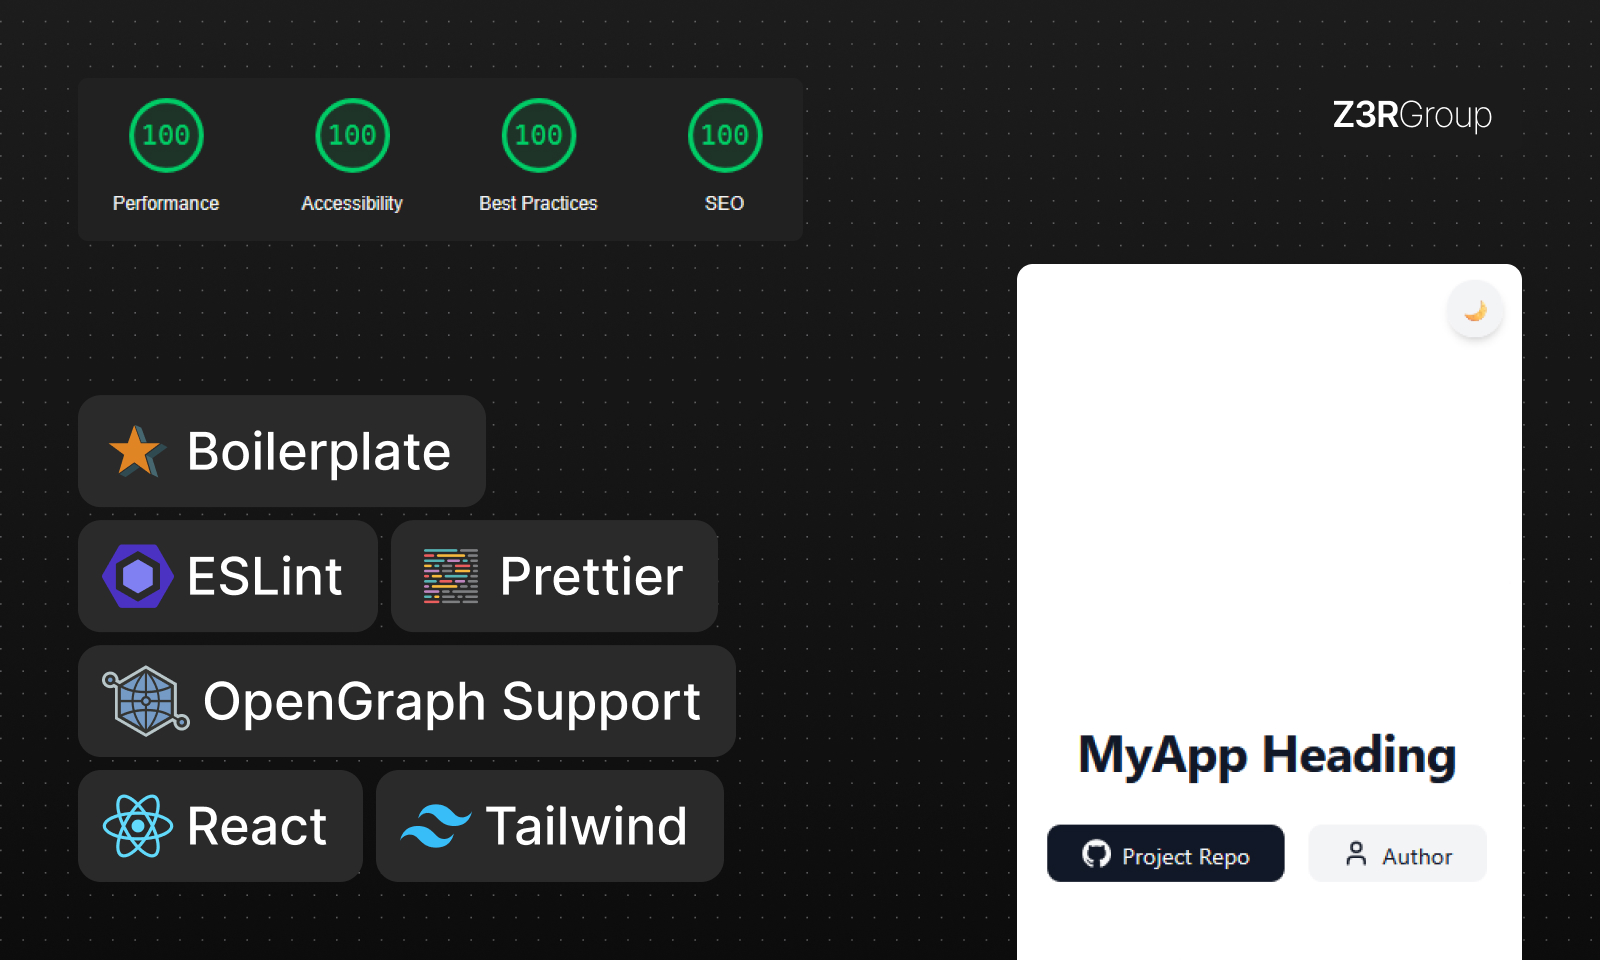 100 100 100 100
Performance Accessibility Best Practices SEO
Z3RGroup
Boilerplate
ESLint Prettier
OpenGraph Support
React Tailwind
MyApp Heading
Project Repo Author